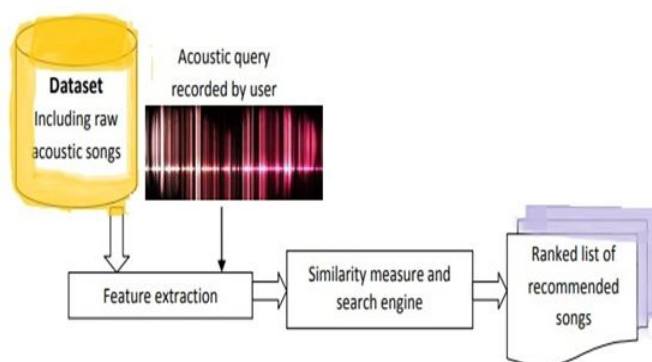 Dataset
Including raw
acoustic songs
Acoustic query
recorded by user
Feature extraction
Similarity measure and
search engine
Ranked list of
recommended
songs